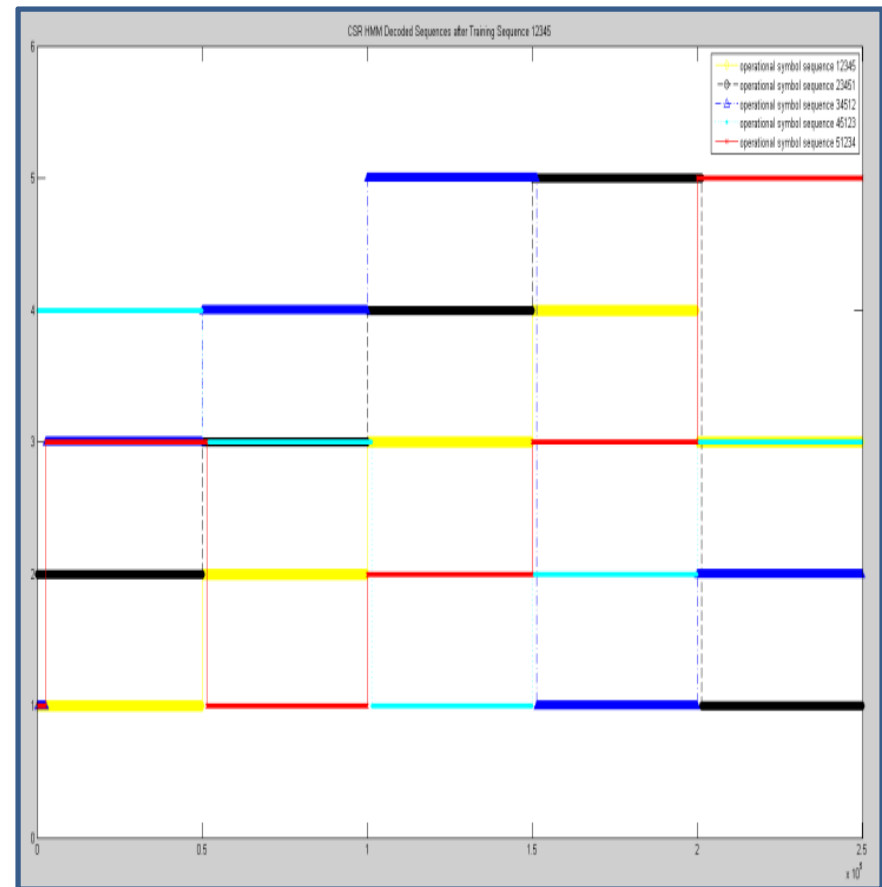 CSR HMM Decoded Sequences after Training Sequence 12345
6
operational symbol sequence 12345
operational symbol sequence 23451
operational symbol sequence 34512
operational symbol sequence 45123
operational symbol sequence 51234
5
4
3
2
1
0
0 0.5 1 1.5 2 2.5